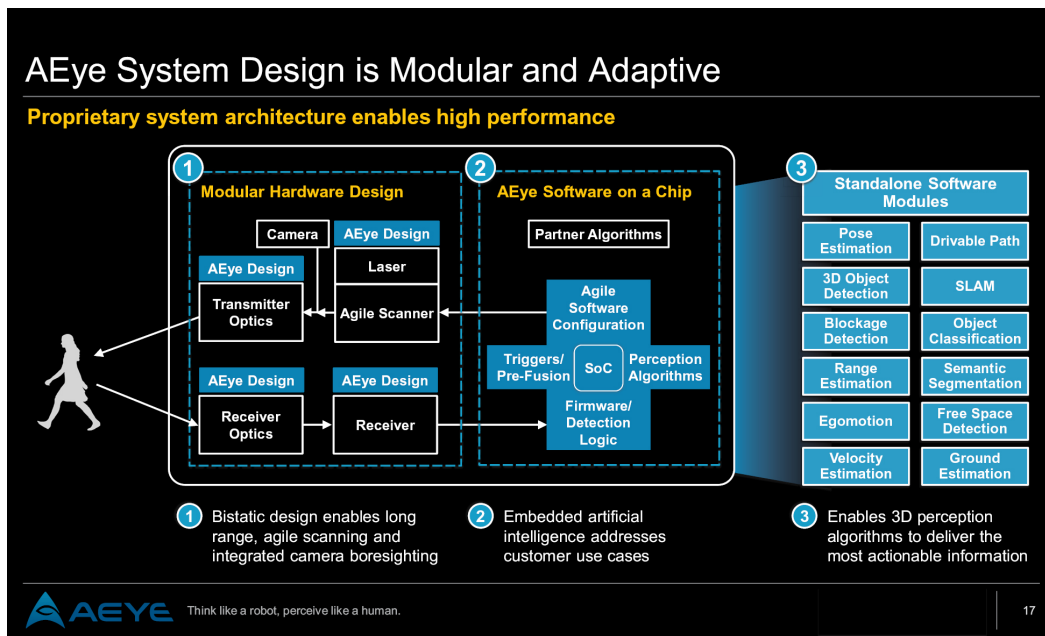 AEye System Design is Modular and Adaptive
Proprietary system architecture enables high performance
1
Modular Hardware Design
Camera
AEye Design
Laser
Agile Scanner
AEye Design
Transmitter
Optics
AEye Design
Receiver
Optics
AEye Design
Receiver
2
AEye Software on a Chip
Partner Algorithms
Agile
Software
Configuration
Triggers/
Pre-Fusion
SoC
Perception
Algorithms
Firmware/
Detection
Logic
3
Standalone Software
Modules
Pose
Estimation
Drivable Path
3D Object
Detection
SLAM
Blockage
Detection
Object
Classification
Range
Estimation
Semantic
Segmentation
Egomotion
Free Space
Detection
Velocity
Estimation
Ground
Estimation
1
Bistatic design enables long
range, agile scanning and
integrated camera boresighting
2
Embedded artificial
intelligence addresses
customer use cases
3
Enables 3D perception
algorithms to deliver the
most actionable information
AEYE
Think like a robot, perceive like a human.
17